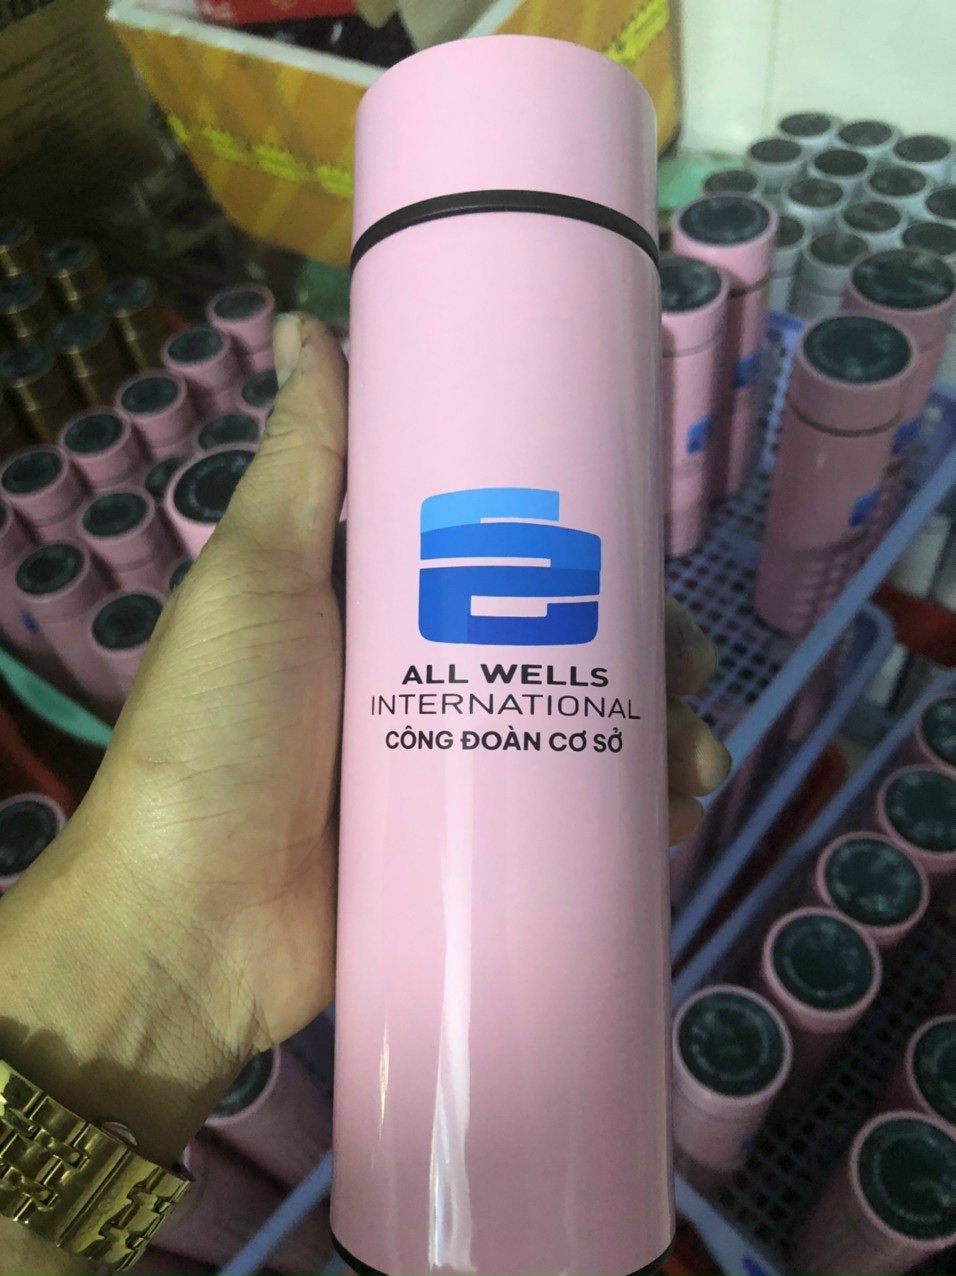 ALL WELLS
INTERNATIONAL
CÔNG ĐOÀN CƠ SỞ